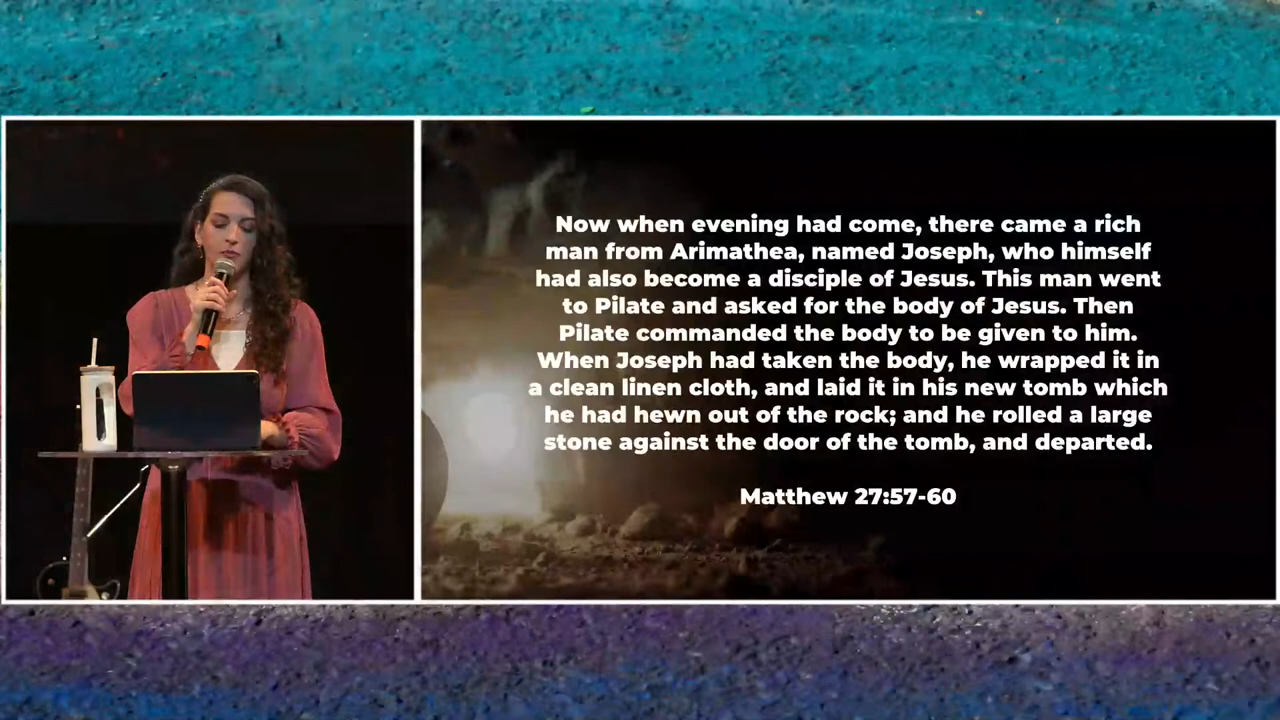 Now when evening had come, there came a rich
man from Arimathea, named Joseph, who himself
had also become a disciple of Jesus. This man went
to Pilate and asked for the body of Jesus. Then
Pilate commanded the body to be given to him.
When Joseph had taken the body, he wrapped it in
a clean linen cloth, and laid it in his new tomb which
he had hewn out of the rock; and he rolled a large
stone against the door of the tomb, and departed.
Matthew 27:57-60